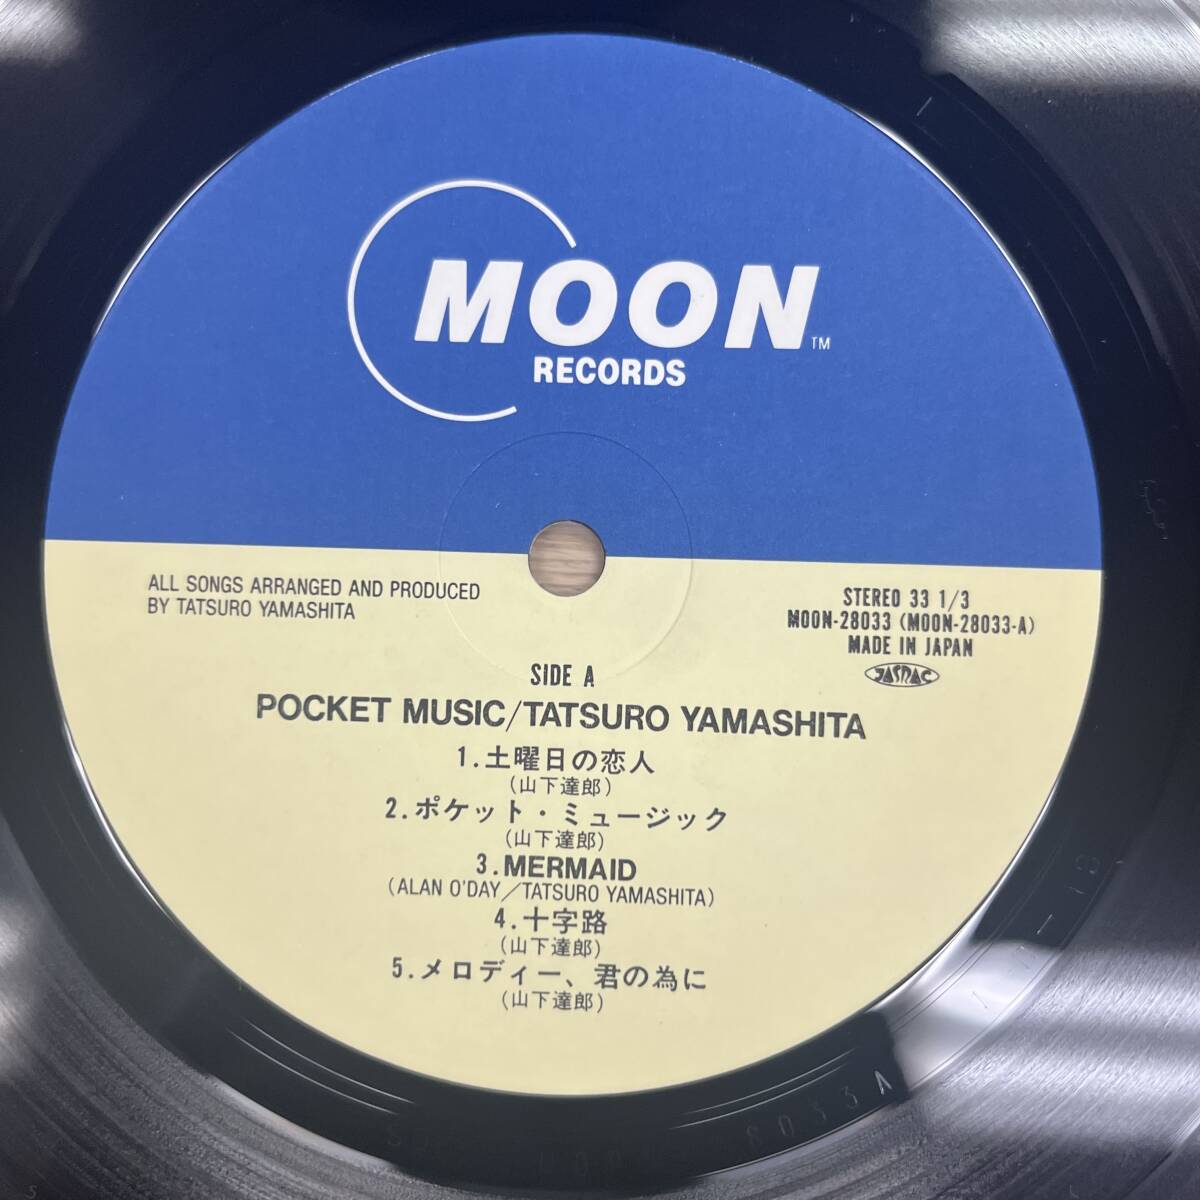 MOON
TM
RECORDS
ALL SONGS ARRANGED AND PRODUCED
BY TATSURO YAMASHITA
STEREO 33 1/3
MOON-28033 (MOON-28033-A)
MADE IN JAPAN
JASRAC
SIDE A
POCKET MUSIC/TATSURO YAMASHITA
1.土曜日の恋人
(山下達郎)
2.ポケット・ミュージック
(山下達郎)
3.MERMAID
(ALAN O'DAY／TATSURO YAMASHITA)
4.十字路
(山下達郎)
5.メロディー、君の為に
(山下達郎)